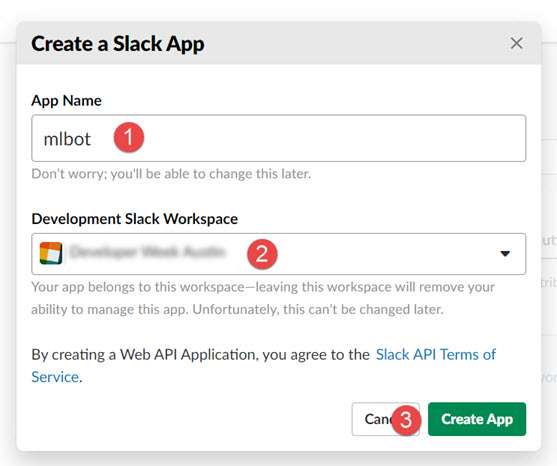 Create a Slack App
App Name
mlbot
1
Don't worry; you'll be able to change this later.
Development Slack Workspace
Developer Week Austin
2
Your app belongs to this workspace—leaving this workspace will remove your
ability to manage this app. Unfortunately, this can't be changed later.
By creating a Web API Application, you agree to the Slack API Terms of
Service.
3
Create App